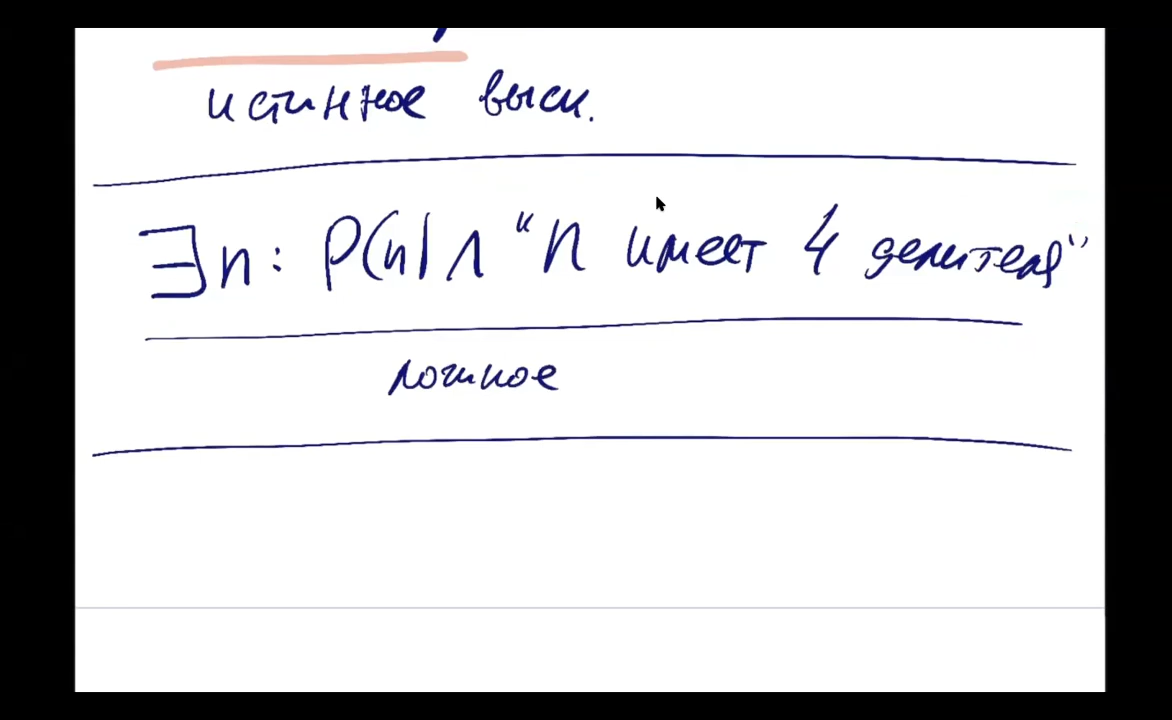 истинное выск.
∃n: P(n) ∧ "n имеет 4 делителя"
ложное